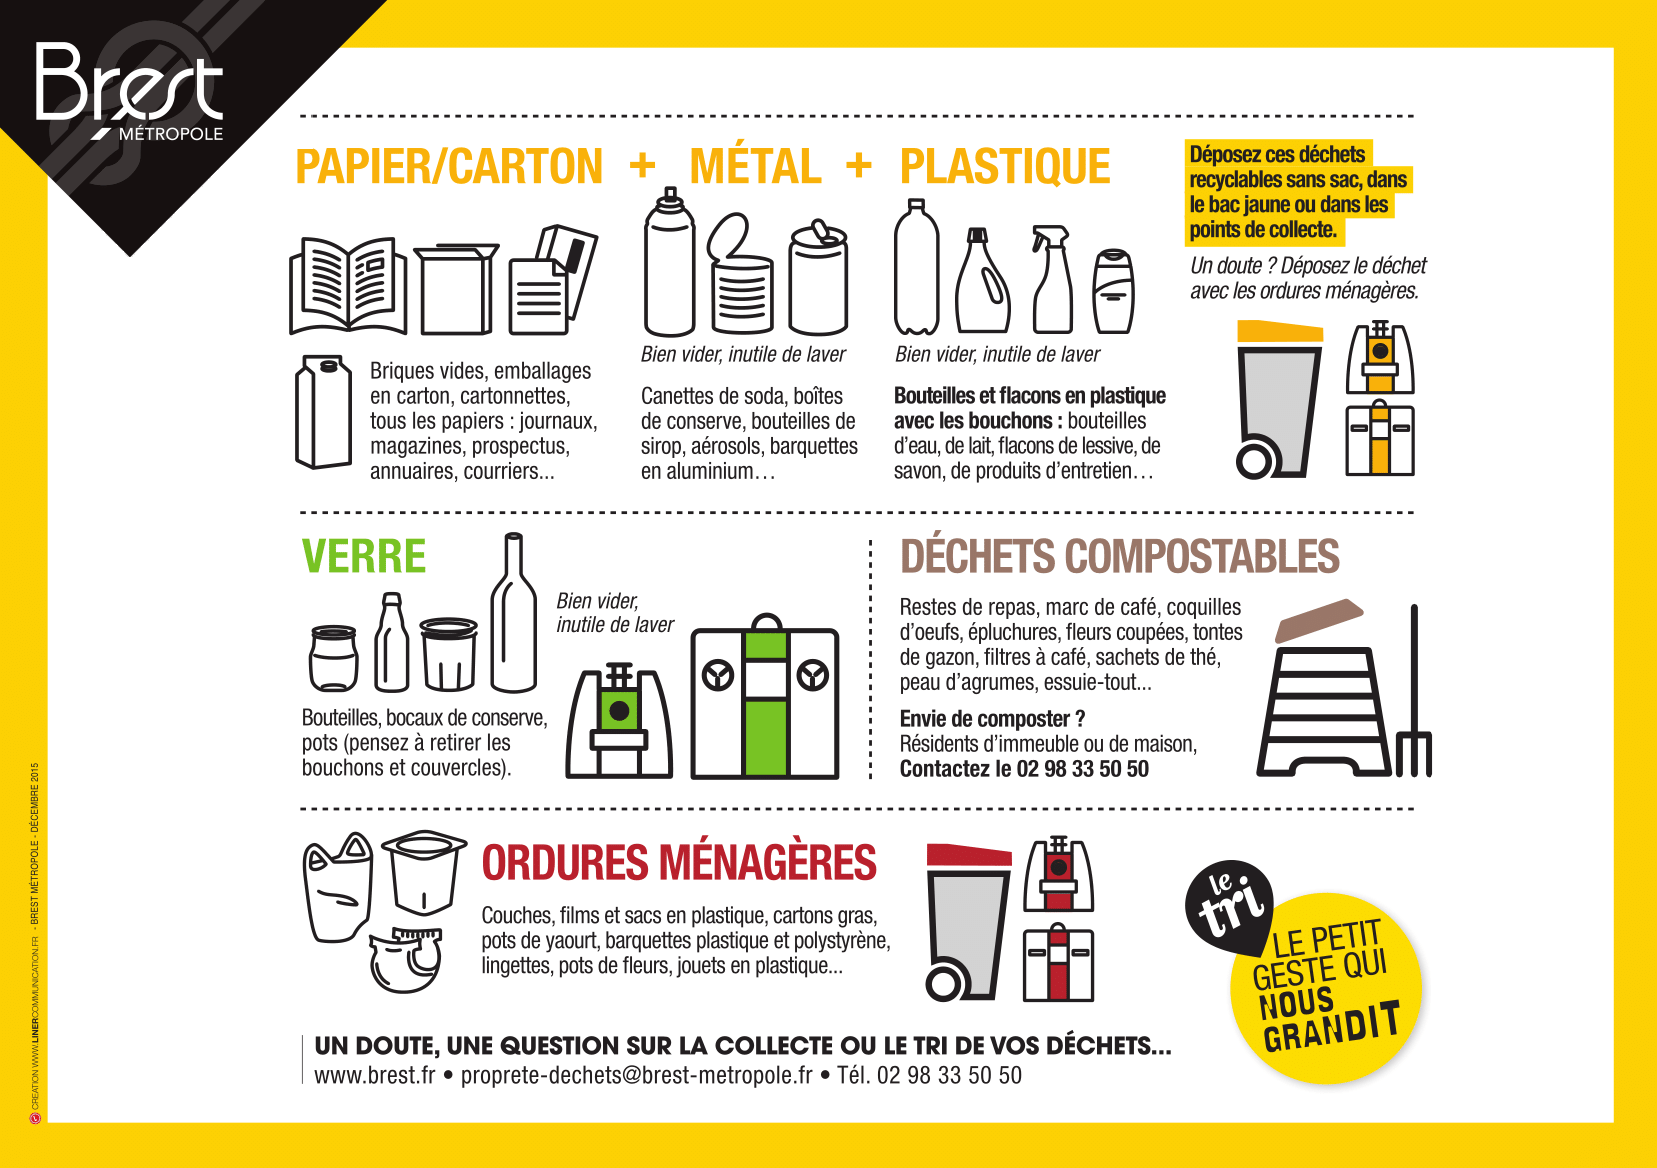 Brest
MÉTROPOLE
PAPIER/CARTON + MÉTAL + PLASTIQUE
Déposez ces déchets
recyclables sans sac, dans
le bac jaune ou dans les
points de collecte.
Un doute ? Déposez le déchet
avec les ordures ménagères.
Briques vides, emballages
en carton, cartonnettes,
tous les papiers : journaux,
magazines, prospectus,
annuaires, courriers...
Bien vider, inutile de laver
Canettes de soda, boîtes
de conserve, bouteilles de
sirop, aérosols, barquettes
en aluminium...
Bien vider, inutile de laver
Bouteilles et flacons en plastique
avec les bouchons : bouteilles
d'eau, de lait, flacons de lessive, de
savon, de produits d'entretien...
VERRE
Bien vider,
inutile de laver
Bouteilles, bocaux de conserve,
pots (pensez à retirer les
bouchons et couvercles).
DÉCHETS COMPOSTABLES
Restes de repas, marc de café, coquilles
d'oeufs, épluchures, fleurs coupées, tontes
de gazon, filtres à café, sachets de thé,
peau d'agrumes, essuie-tout...
Envie de composter ?
Résidents d'immeuble ou de maison,
Contactez le 02 98 33 50 50
ORDURES MÉNAGÈRES
Couches, films et sacs en plastique, cartons gras,
pots de yaourt, barquettes plastique et polystyrène,
lingettes, pots de fleurs, jouets en plastique...
le
tri
LE PETIT
GESTE QUI
NOUS
GRANDIT
UN DOUTE, UNE QUESTION SUR LA COLLECTE OU LE TRI DE VOS DÉCHETS...
www.brest.fr • proprete-dechets@brest-metropole.fr • Tél. 02 98 33 50 50
CREATION WWW.LINERCOMMUNICATION.FR - BREST MÉTROPOLE - DÉCEMBRE 2015